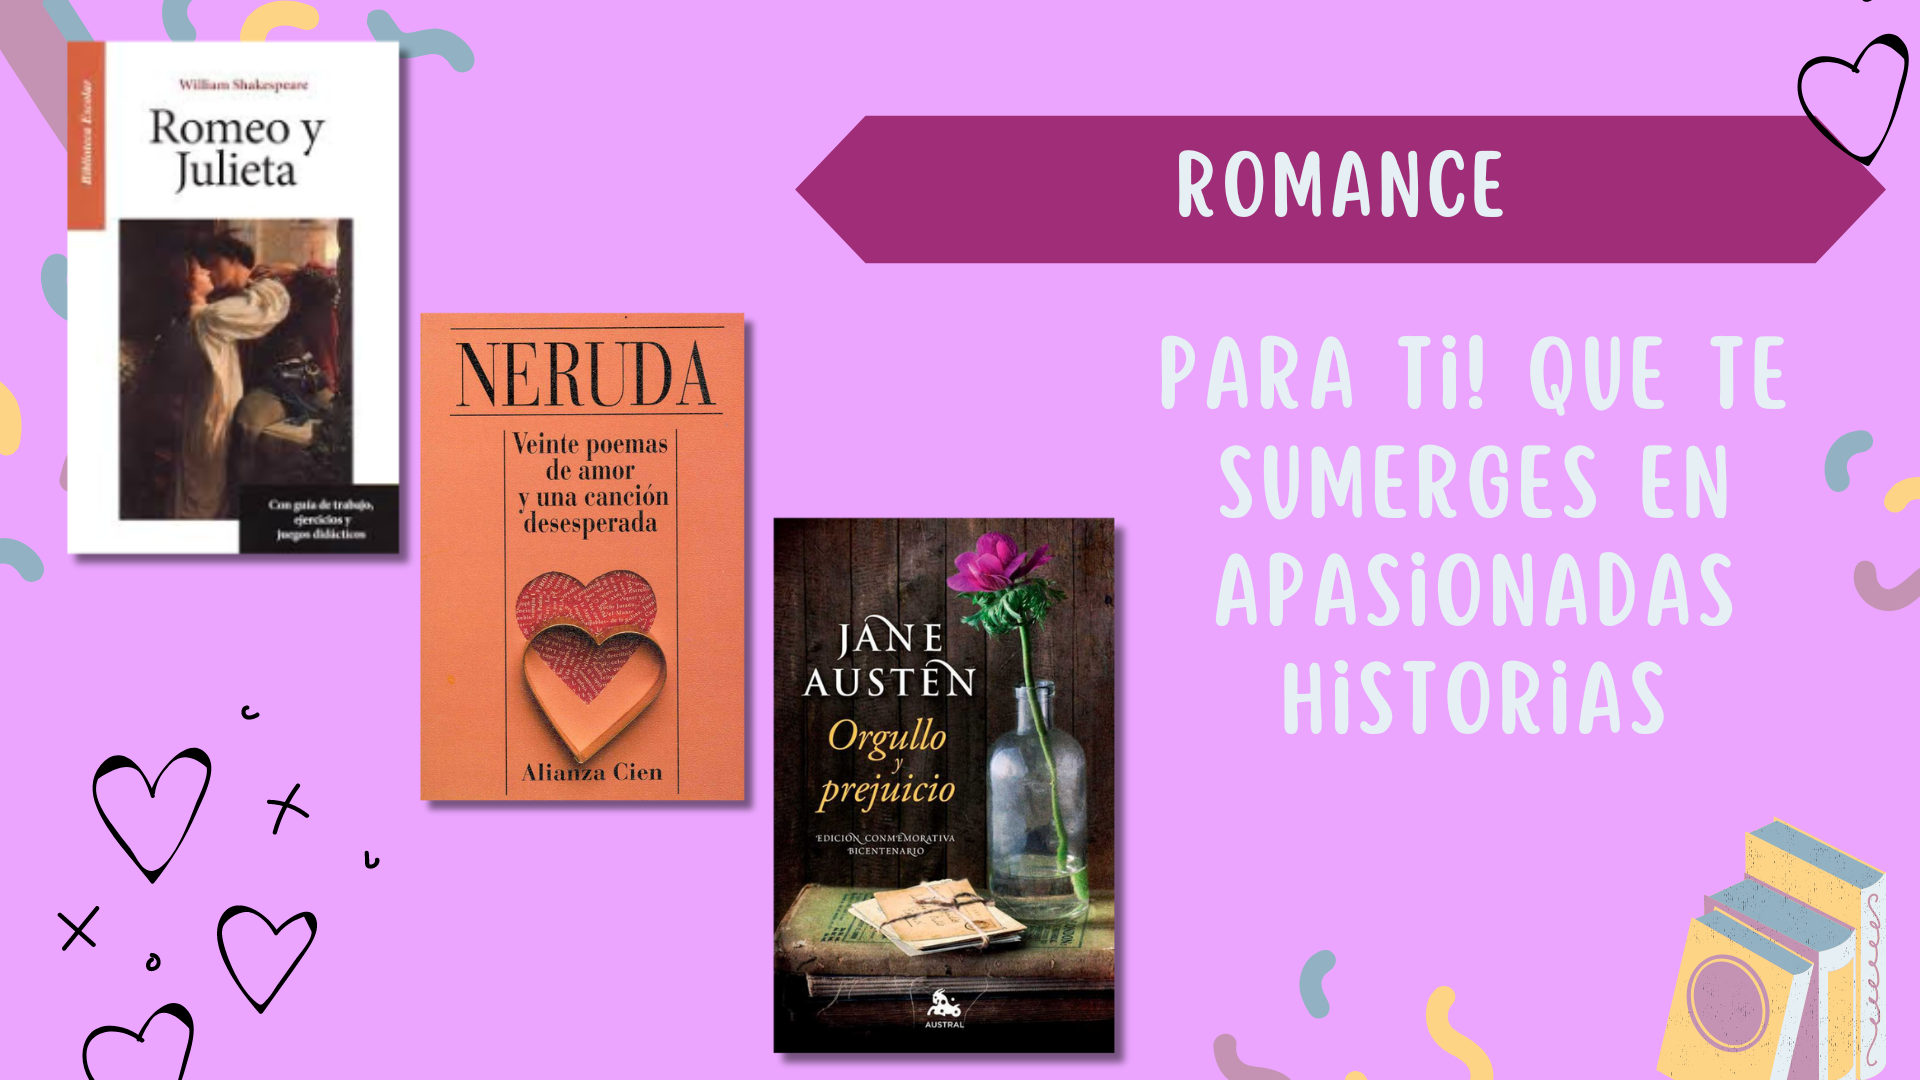 Biblioteca Escolar
William Shakespeare
Romeo y
Julieta
Con guía de trabajo,
ejercicios y
juegos didácticos
NERUDA
Veinte poemas
de amor
y una canción
desesperada
Alianza Cien
JANE
AUSTEN
Orgullo
y
prejuicio
EDICIÓN CONMEMORATIVA
BICENTENARIO
AUSTRAL
ROMANCE
PARA Ti! QUE TE
SUMERGES EN
APASiONADAS
HiSTORiAS